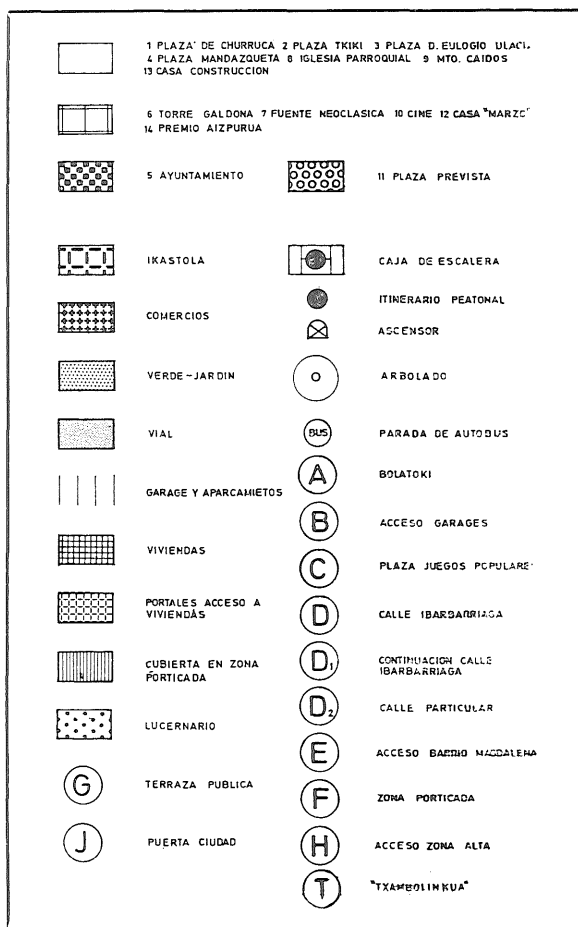 1 PLAZA DE CHURRUCA 2 PLAZA TKIKI 3 PLAZA D. EULOGIO ULACI.
4 PLAZA MANDAZQUETA 8 IGLESIA PARROQUIAL 9 MTO. CAIDOS
13 CASA CONSTRUCCION
6 TORRE GALDONA 7 FUENTE NEOCLASICA 10 CINE 12 CASA "MARZO"
14 PREMIO AIZPURUA
5 AYUNTAMIENTO
11 PLAZA PREVISTA
IKASTOLA
CAJA DE ESCALERA
ITINERARIO PEATONAL
COMERCIOS
ASCENSOR
VERDE-JARDIN
ARBOLADO
VIAL
BUS PARADA DE AUTOBUS
GARAGE Y APARCAMIETOS
A BOLATOKI
B ACCESO GARAGES
VIVIENDAS
C PLAZA JUEGOS POPULARE
PORTALES ACCESO A
VIVIENDAS
D CALLE IBARBARRIAGA
CUBIERTA EN ZONA
PORTICADA
D1 CONTINUACION CALLE
IBARBARRIAGA
LUCERNARIO
D2 CALLE PARTICULAR
E ACCESO BARRIO MAGDALENA
G TERRAZA PUBLICA
F ZONA PORTICADA
J PUERTA CIUDAD
H ACCESO ZONA ALTA
T "TXAMBOLINKUA"